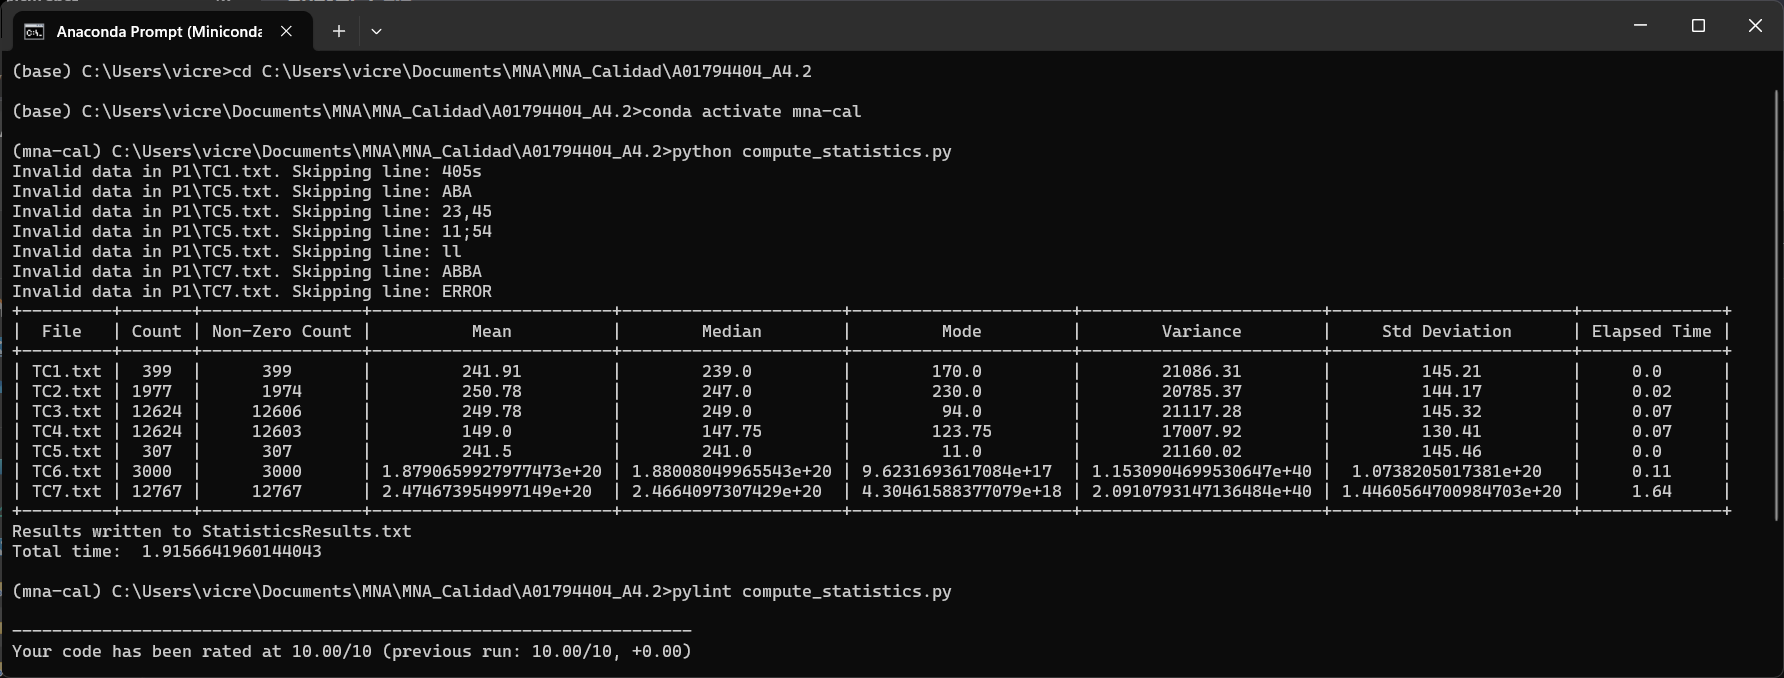 Anaconda Prompt (Miniconda
(base) C:\Users\vicre>cd C:\Users\vicre\Documents\MNA\MNA_Calidad\A01794404_A4.2
(base) C:\Users\vicre\Documents\MNA\MNA_Calidad\A01794404_A4.2>conda activate mna-cal
(mna-cal) C:\Users\vicre\Documents\MNA\MNA_Calidad\A01794404_A4.2>python compute_statistics.py
Invalid data in P1\TC1.txt. Skipping line: 405s
Invalid data in P1\TC5.txt. Skipping line: ABA
Invalid data in P1\TC5.txt. Skipping line: 23,45
Invalid data in P1\TC5.txt. Skipping line: 11;54
Invalid data in P1\TC5.txt. Skipping line: ll
Invalid data in P1\TC7.txt. Skipping line: ABBA
Invalid data in P1\TC7.txt. Skipping line: ERROR
+---------+-------+----------------+------------------------+----------------------+----------------------+------------------------+------------------------+--------------+
| File | Count | Non-Zero Count | Mean | Median | Mode | Variance | Std Deviation | Elapsed Time |
+---------+-------+----------------+------------------------+----------------------+----------------------+------------------------+------------------------+--------------+
| TC1.txt | 399 | 399 | 241.91 | 239.0 | 170.0 | 21086.31 | 145.21 | 0.0 |
| TC2.txt | 1977 | 1974 | 250.78 | 247.0 | 230.0 | 20785.37 | 144.17 | 0.02 |
| TC3.txt | 12624 | 12606 | 249.78 | 249.0 | 94.0 | 21117.28 | 145.32 | 0.07 |
| TC4.txt | 12624 | 12603 | 149.0 | 147.75 | 123.75 | 17007.92 | 130.41 | 0.07 |
| TC5.txt | 307 | 307 | 241.5 | 241.0 | 11.0 | 21160.02 | 145.46 | 0.0 |
| TC6.txt | 3000 | 3000 | 1.8790659927977473e+20 | 1.88008049965543e+20 | 9.6231693617084e+17 | 1.1530904699530647e+40 | 1.0738205017381e+20 | 0.11 |
| TC7.txt | 12767 | 12767 | 2.474673954997149e+20 | 2.4664097307429e+20 | 4.30461588377079e+18 | 2.0910793147136484e+40 | 1.4460564700984703e+20 | 1.64 |
+---------+-------+----------------+------------------------+----------------------+----------------------+------------------------+------------------------+--------------+
Results written to StatisticsResults.txt
Total time:  1.9156641960144043
(mna-cal) C:\Users\vicre\Documents\MNA\MNA_Calidad\A01794404_A4.2>pylint compute_statistics.py
--------------------------------------------------------------------
Your code has been rated at 10.00/10 (previous run: 10.00/10, +0.00)